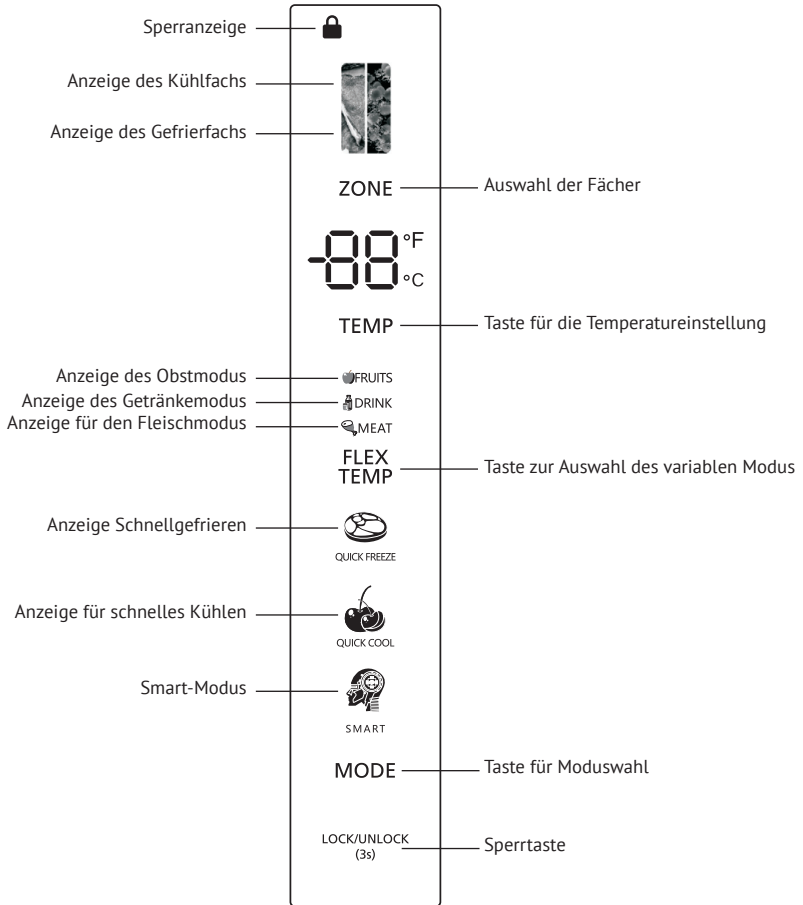 Sperranzeige
Anzeige des Kühlfachs
Anzeige des Gefrierfachs
ZONE
Auswahl der Fächer
-88 °F
°C
TEMP
Taste für die Temperatureinstellung
Anzeige des Obstmodus
FRUITS
Anzeige des Getränkemodus
DRINK
Anzeige für den Fleischmodus
MEAT
FLEX
TEMP
Taste zur Auswahl des variablen Modus
Anzeige Schnellgefrieren
QUICK FREEZE
Anzeige für schnelles Kühlen
QUICK COOL
Smart-Modus
SMART
MODE
Taste für Moduswahl
LOCK/UNLOCK
(3s)
Sperrtaste